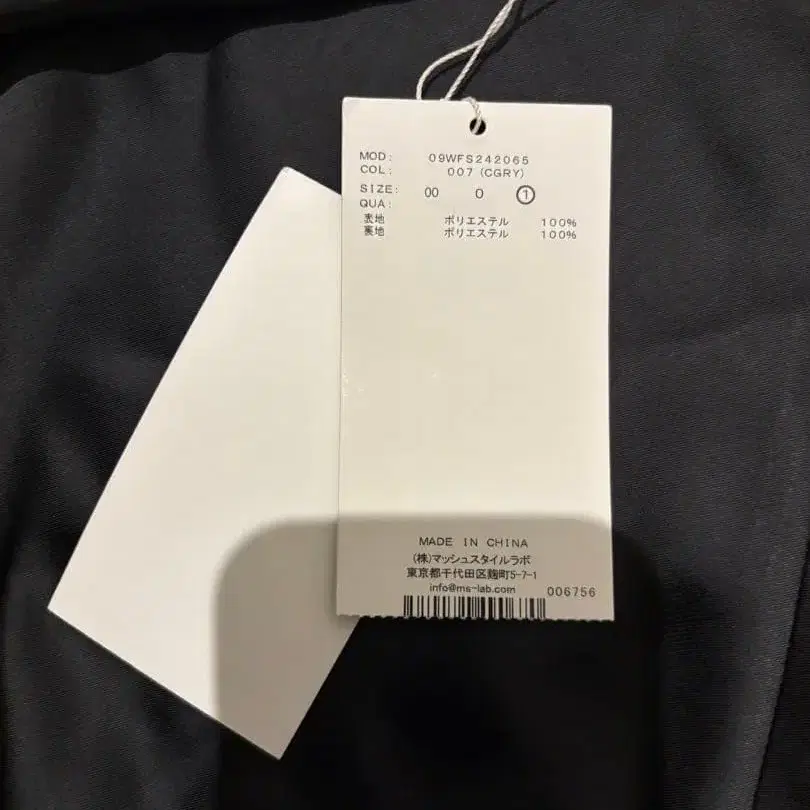 MOD: 09WFS242065
COL: 007 (CGRY)
SIZE: 00 0 1
QUA:
表地 ポリエステル 100%
裏地 ポリエステル 100%
MADE IN CHINA
(株)マッシュスタイルラボ
東京都千代田区麹町5-7-1
info@ms-lab.com 006756